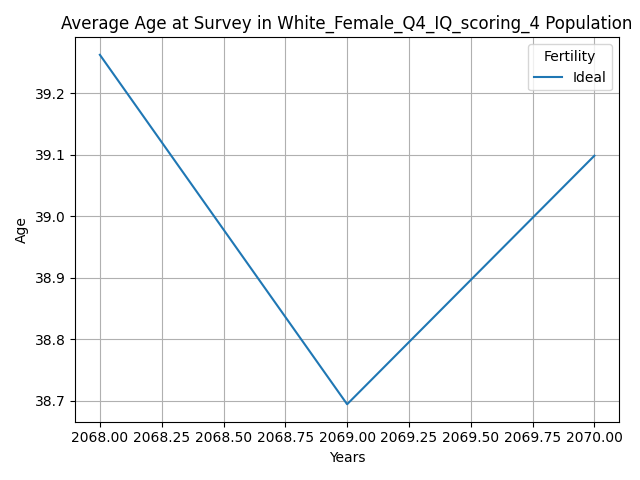 Average Age at Survey in White_Female_Q4_IQ_scoring_4 Population
Fertility
Ideal
39.2
39.1
39.0
38.9
38.8
38.7
Age
2068.00 2068.25 2068.50 2068.75 2069.00 2069.25 2069.50 2069.75 2070.00
Years